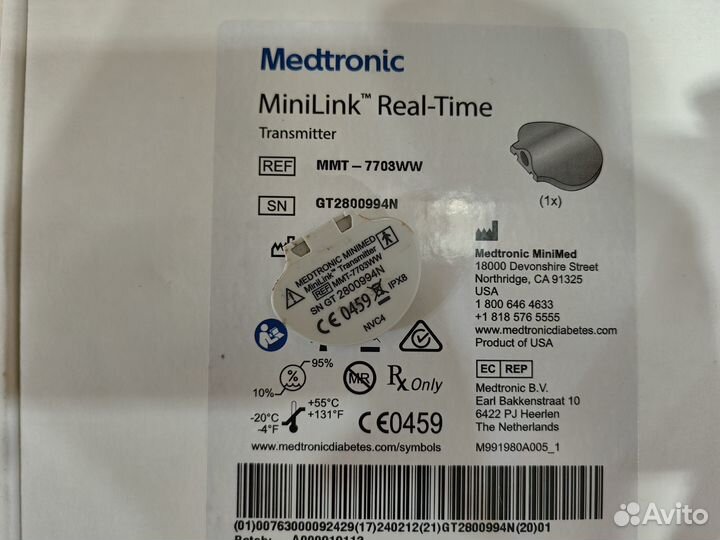 Medtronic
MiniLink™ Real-Time
Transmitter
REF MMT-7703WW
SN GT2800994N
(1x)
MEDTRONIC MINIMED
MiniLink™ Transmitter
REF MMT-7703WW
SN GT 2800994N
CE 0459 IPX8
NVC4
Medtronic MiniMed
18000 Devonshire Street
Northridge, CA 91325
USA
1 800 646 4633
+1 818 576 5555
www.medtronicdiabetes.com
Product of USA
EC REP
Medtronic B.V.
Earl Bakkenstraat 10
6422 PJ Heerlen
The Netherlands
95%
10%
MR
Rx Only
+55°C
+131°F
-20°C
-4°F
CE0459
www.medtronicdiabetes.com/symbols
M991980A005_1
(01)00763000092429(17)240212(21)GT2800994N(20)01
Avito